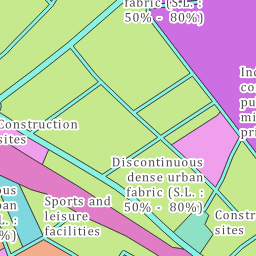 fabric (S.L. :
50% - 80%)
Construction
sites
Discontinuous
dense urban
fabric (S.L. :
50% - 80%)
Sports and
leisure
facilities
Constr
sites